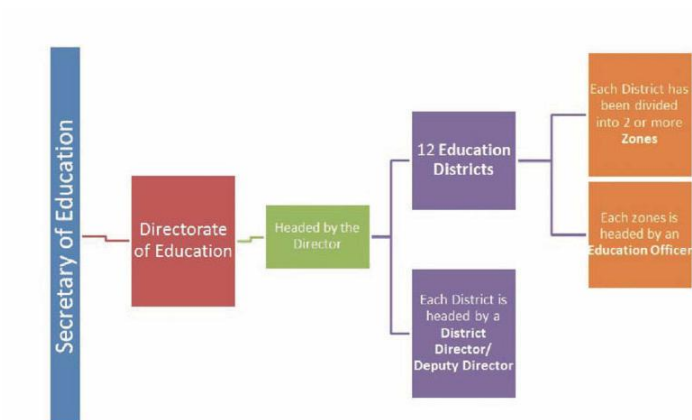 Secretary of Education
Directorate
of Education
Headed by the
Director
12 Education
Districts
Each District is
headed by a
District
Director/
Deputy Director
Each District has
been divided
into 2 or more
Zones
Each zones is
headed by an
Education Officer